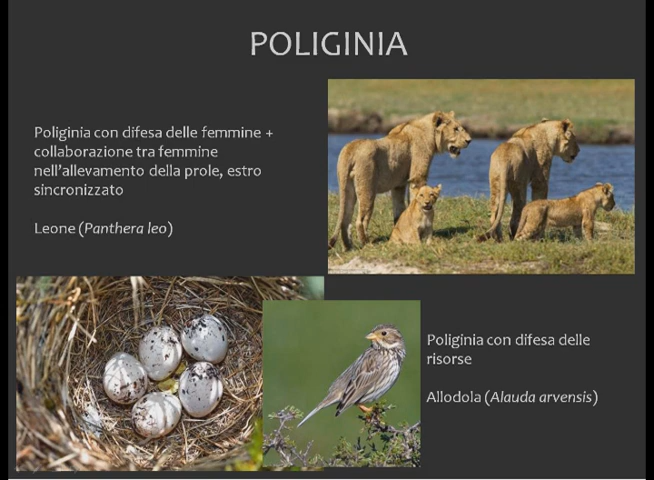 POLIGINIA
Poliginia con difesa delle femmine +
collaborazione tra femmine
nell'allevamento della prole, estro
sincronizzato
Leone (Panthera leo)
Poliginia con difesa delle
risorse
Allodola (Alauda arvensis)